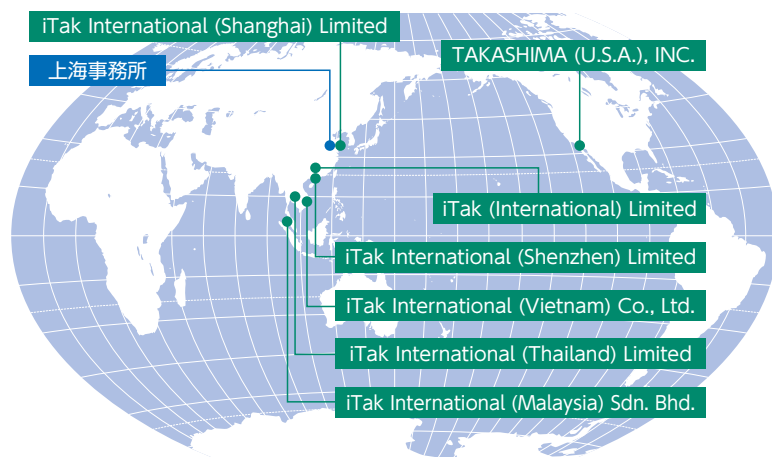 iTak International (Shanghai) Limited
上海事務所
TAKASHIMA (U.S.A.), INC.
iTak (International) Limited
iTak International (Shenzhen) Limited
iTak International (Vietnam) Co., Ltd.
iTak International (Thailand) Limited
iTak International (Malaysia) Sdn. Bhd.